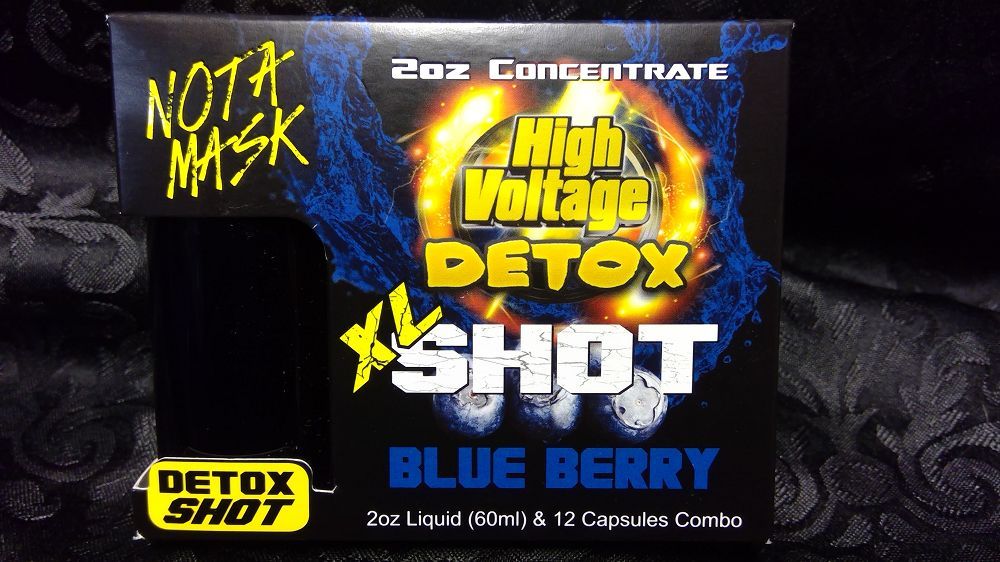 NOT A
MASK
2oz Concentrate
High
Voltage
DETOX
XL
SHOT
BLUE BERRY
DETOX
SHOT
2oz Liquid (60ml) & 12 Capsules Combo